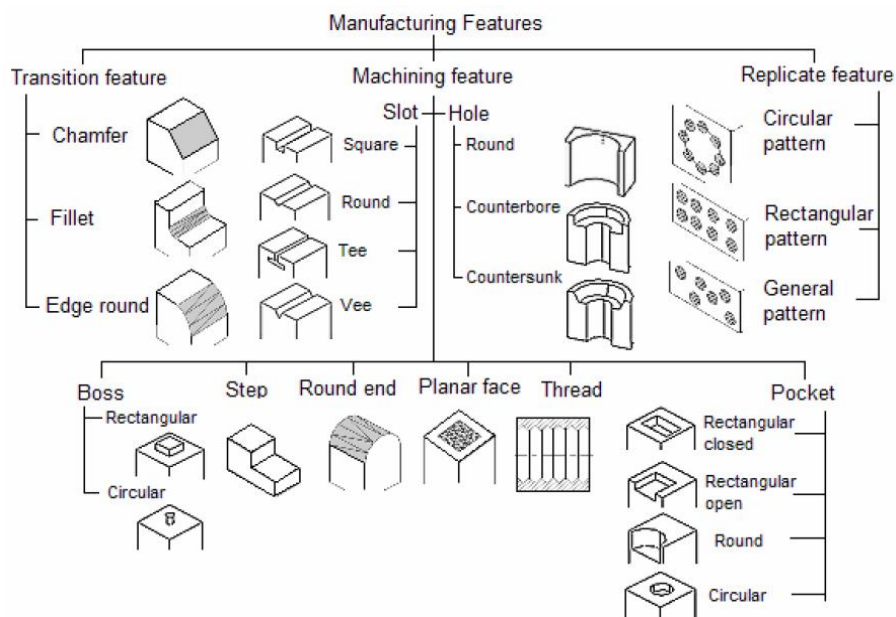 Manufacturing Features
Transition feature
Machining feature
Replicate feature
Chamfer
Fillet
Edge round
Slot
Square
Round
Tee
Vee
Hole
Round
Counterbore
Countersunk
Circular
pattern
Rectangular
pattern
General
pattern
Boss
Rectangular
Circular
Step
Round end
Planar face
Thread
Pocket
Rectangular
closed
Rectangular
open
Round
Circular